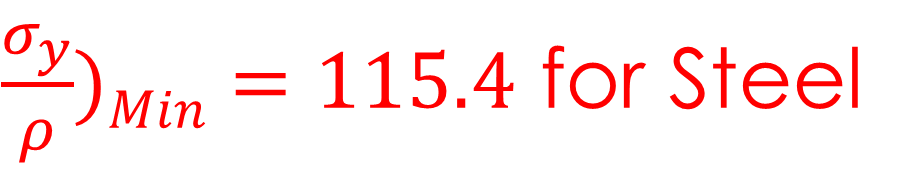 σy/ρ)Min = 115.4 for Steel